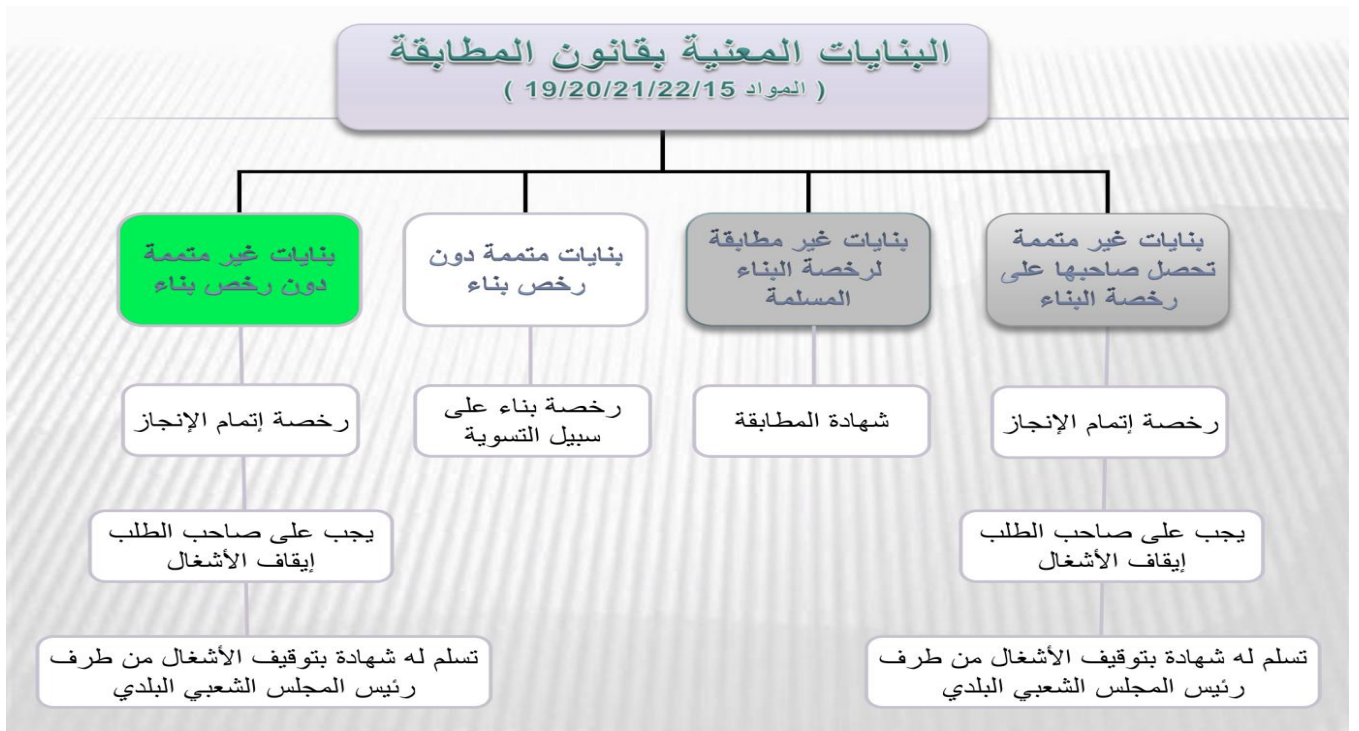 البنايات المعنية بقانون المطابقة
( المواد 19/20/21/22/15 )
بنايات غير متممة
تحصل صاحبها على
رخصة البناء
بنايات غير مطابقة
لرخصة البناء
المسلمة
بنايات متممة دون
رخص بناء
بنايات غير متممة
دون رخص بناء
رخصة إتمام الإنجاز
شهادة المطابقة
رخصة بناء على
سبيل التسوية
رخصة إتمام الإنجاز
يجب على صاحب الطلب
إيقاف الأشغال
يجب على صاحب الطلب
إيقاف الأشغال
تسلم له شهادة بتوقيف الأشغال من طرف
رئيس المجلس الشعبي البلدي
تسلم له شهادة بتوقيف الأشغال من طرف
رئيس المجلس الشعبي البلدي